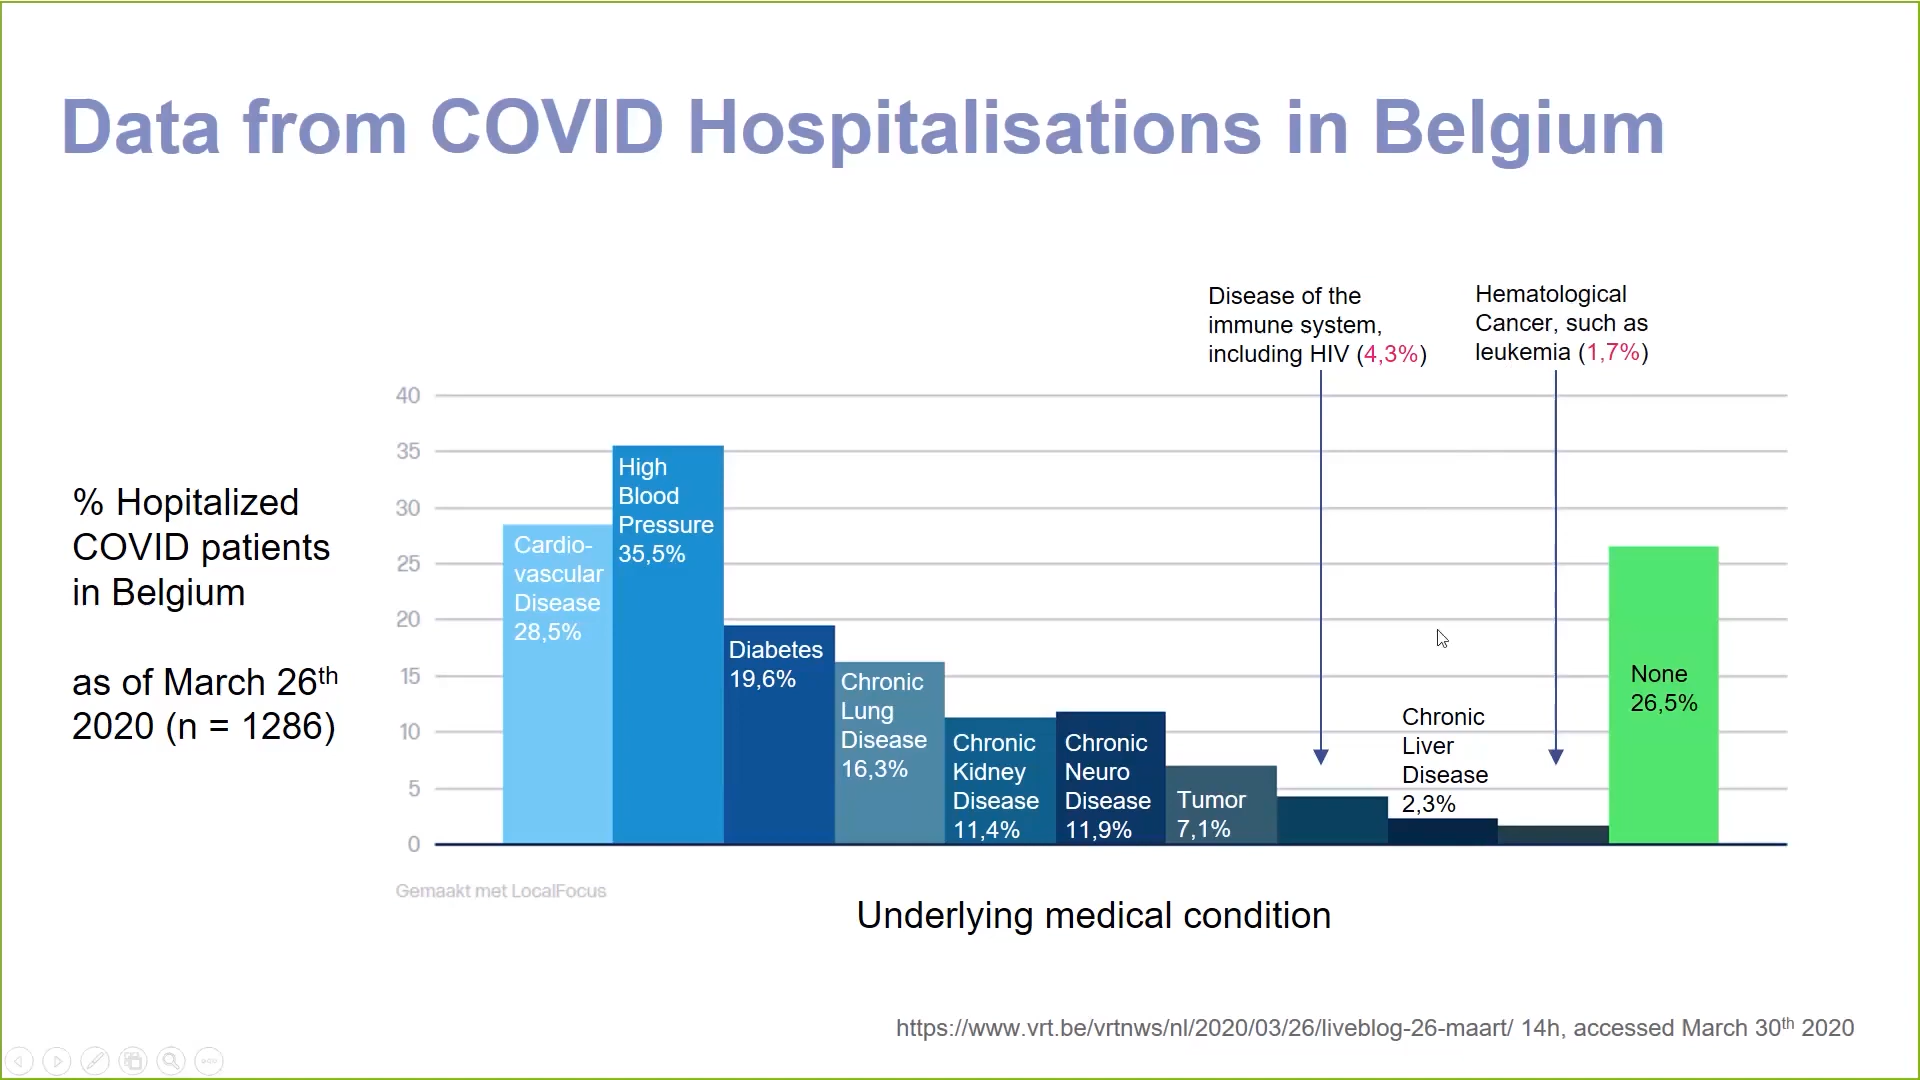 Data from COVID Hospitalisations in Belgium
Disease of the
immune system,
including HIV (4,3%)
Hematological
Cancer, such as
leukemia (1,7%)
% Hopitalized
COVID patients
in Belgium
as of March 26th
2020 (n = 1286)
40
35
30
25
20
15
10
5
0
Cardio-
vascular
Disease
28,5%
High
Blood
Pressure
35,5%
Diabetes
19,6%
Chronic
Lung
Disease
16,3%
Chronic
Kidney
Disease
11,4%
Chronic
Neuro
Disease
11,9%
Tumor
7,1%
Chronic
Liver
Disease
2,3%
None
26,5%
Gemaakt met LocalFocus
Underlying medical condition
https://www.vrt.be/vrtnws/nl/2020/03/26/liveblog-26-maart/ 14h, accessed March 30th 2020